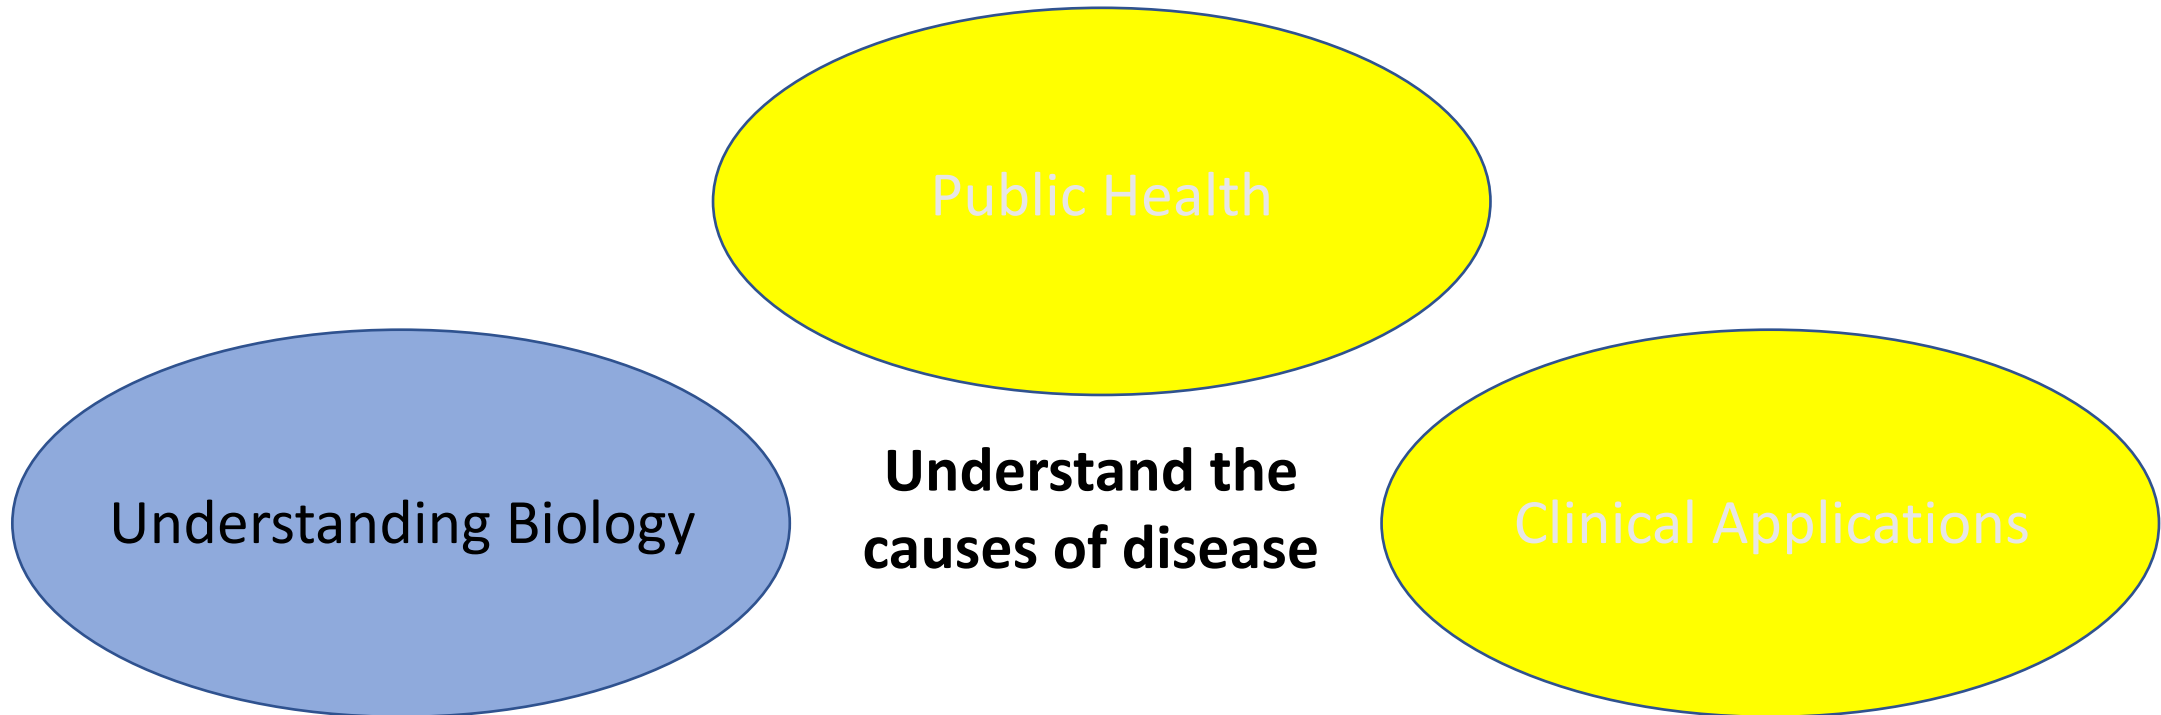 Public Health
Understanding Biology
Understand the
causes of disease
Clinical Applications